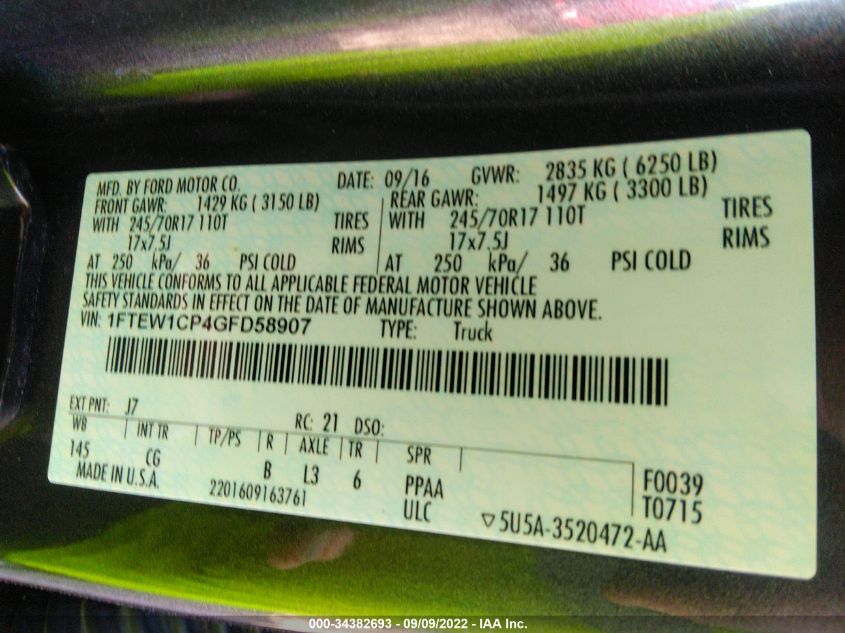 MFD. BY FORD MOTOR CO. DATE: 09/16 GVWR: 2835 KG ( 6250 LB)
FRONT GAWR: 1429 KG ( 3150 LB) REAR GAWR: 1497 KG ( 3300 LB)
WITH 245/70R17 110T TIRES WITH 245/70R17 110T TIRES
17x7.5J RIMS 17x7.5J RIMS
AT 250 kPa/ 36 PSI COLD AT 250 kPa/ 36 PSI COLD
THIS VEHICLE CONFORMS TO ALL APPLICABLE FEDERAL MOTOR VEHICLE
SAFETY STANDARDS IN EFFECT ON THE DATE OF MANUFACTURE SHOWN ABOVE.
VIN: 1FTEW1CP4GFD58907 TYPE: Truck
EXT PNT: J7 RC: 21 DSO:
WB INT TR TP/PS R AXLE TR SPR
145 CG B L3 6 PPAA F0039
MADE IN U.S.A. 2201609163761 ULC T0715
▽5U5A-3520472-AA
000-34382693 - 09/09/2022 - IAA Inc.